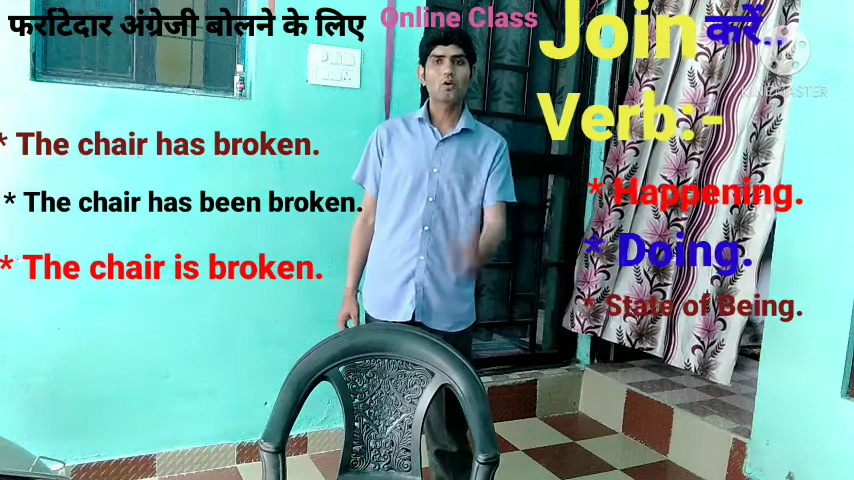 फर्राटेदार अंग्रेजी बोलने के लिए Online Class Join करें..
KINEMASTER
Verb:-
* The chair has broken.
* The chair has been broken.
* The chair is broken.
* Happening.
* Doing.
* State of Being.